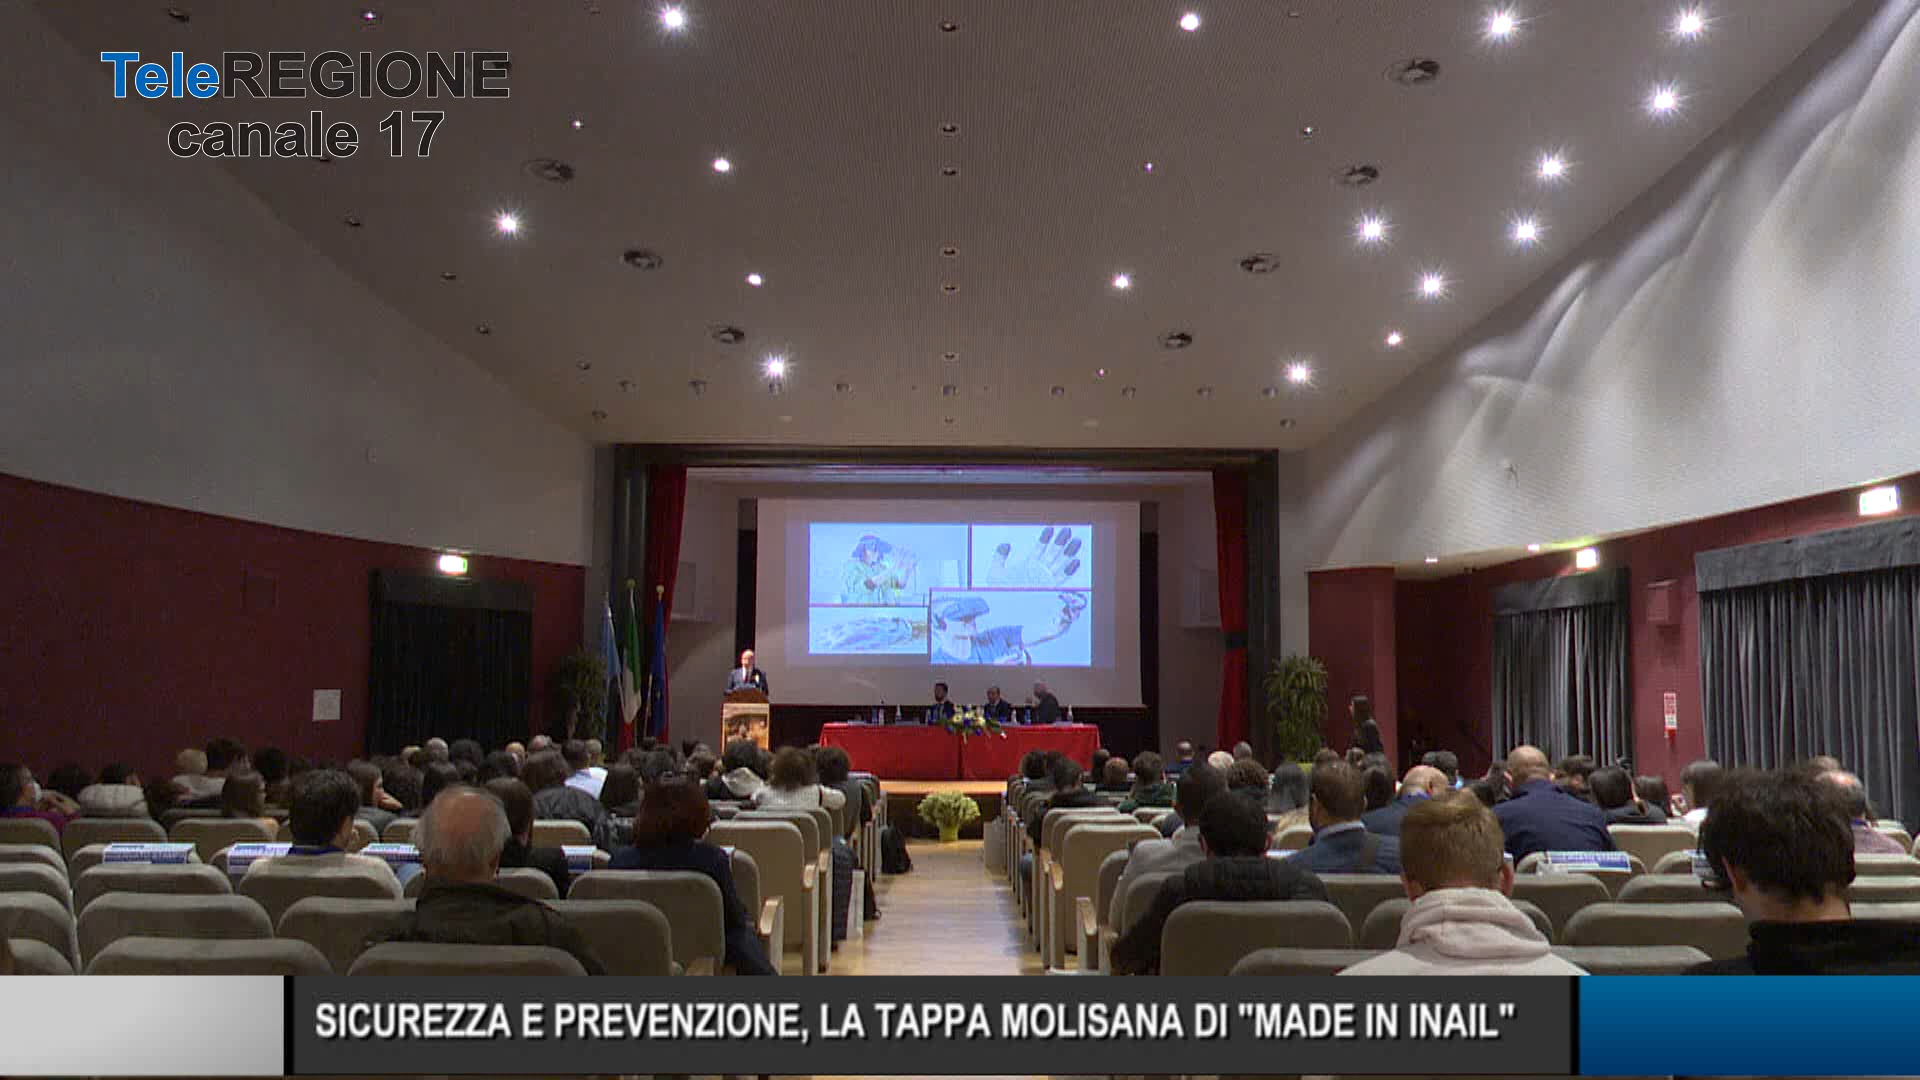 TeleREGIONE
canale 17
SICUREZZA E PREVENZIONE, LA TAPPA MOLISANA DI "MADE IN INAIL"